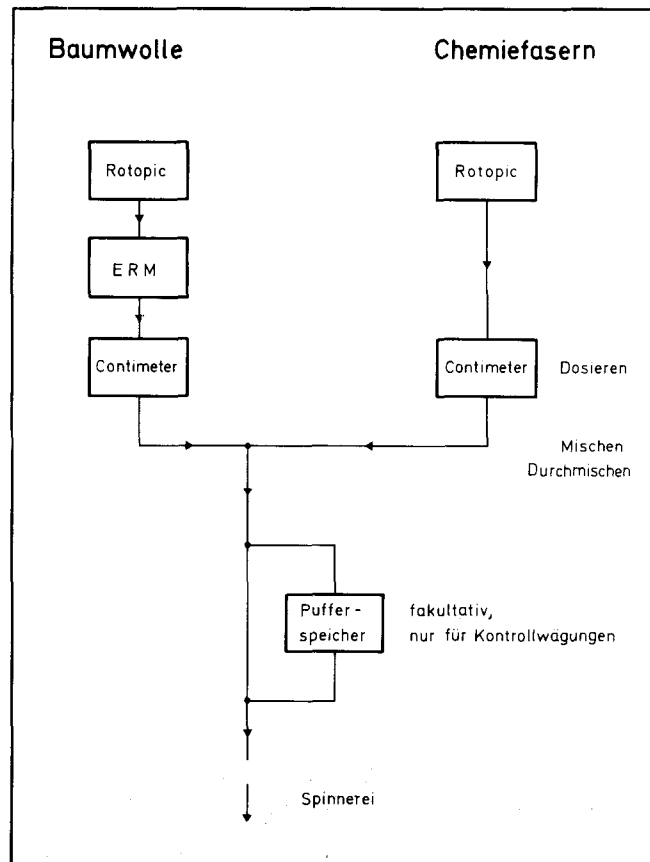 Baumwolle
Chemiefasern
Rotopic
Rotopic
ERM
Contimeter
Contimeter
Dosieren
Mischen
Durchmischen
Puffer-
speicher
fakultativ,
nur für Kontrollwägungen
Spinnerei